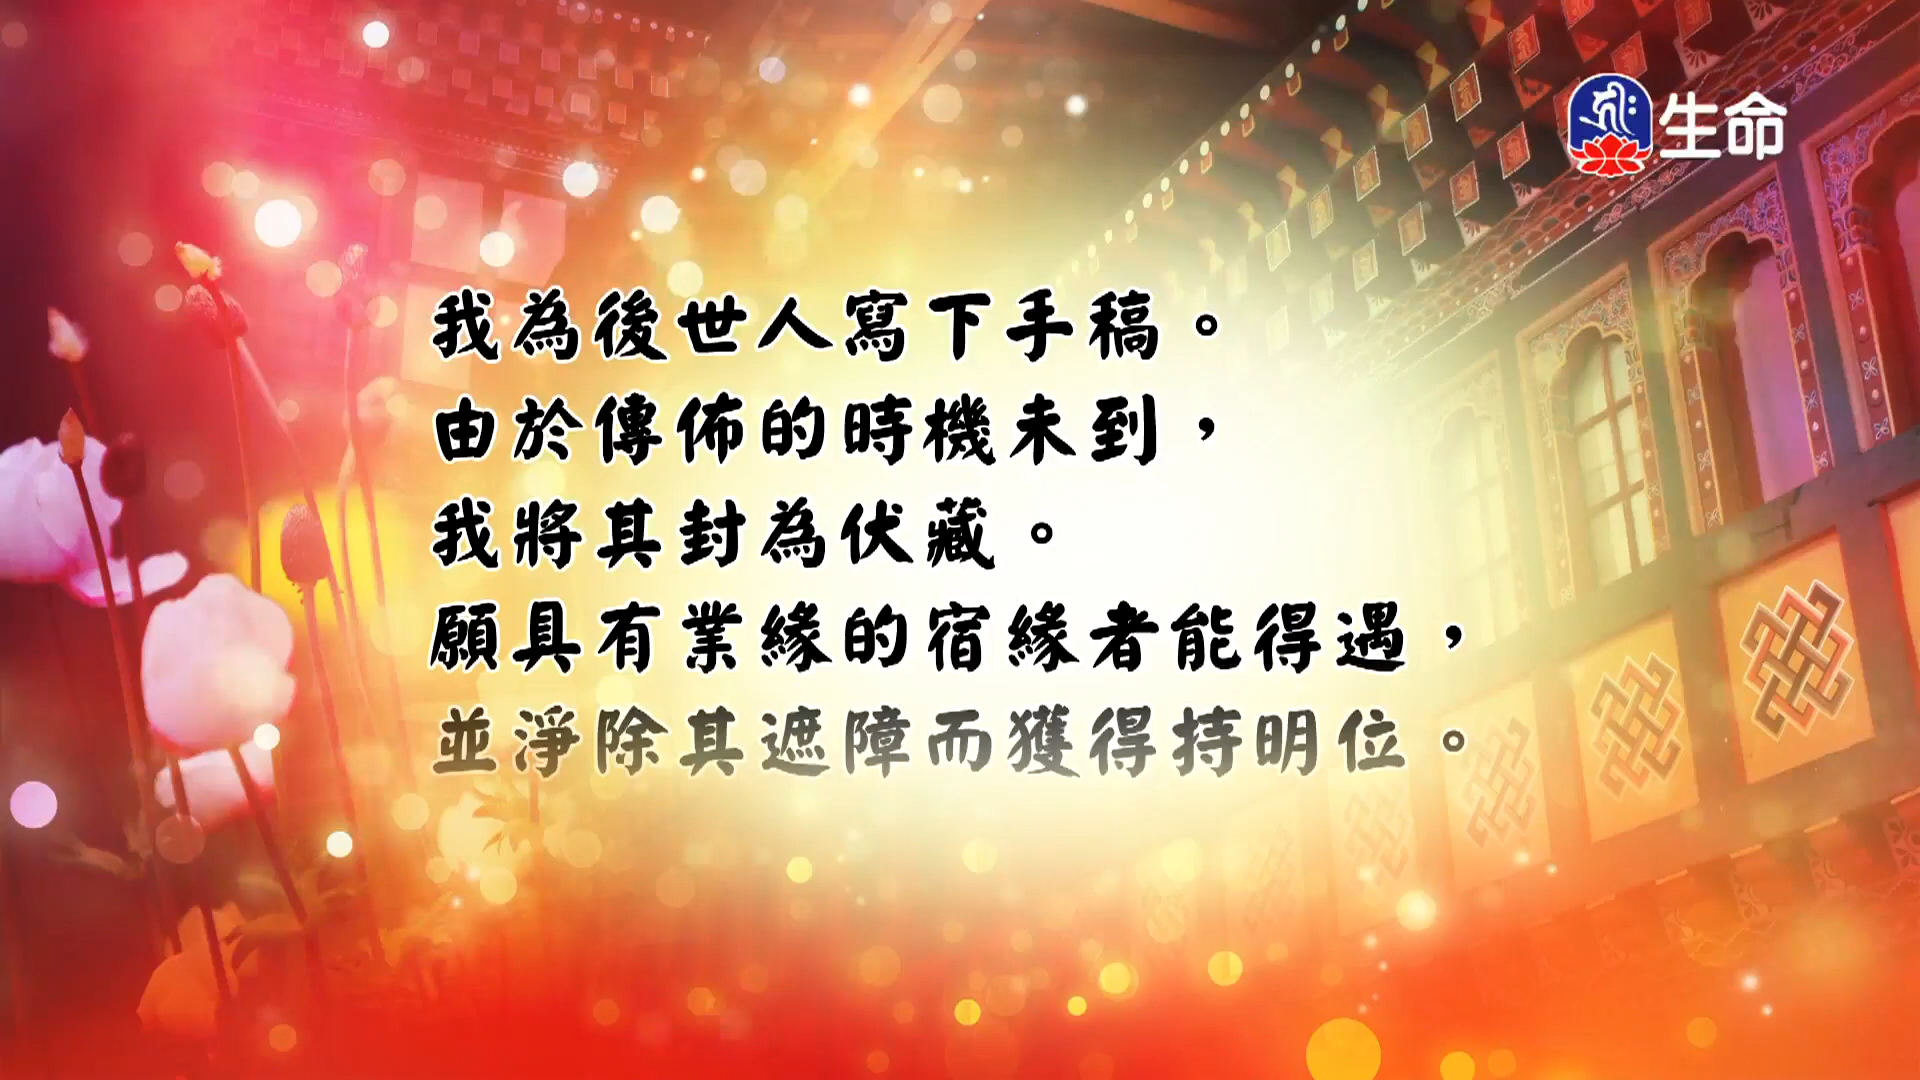 生命
我為後世人寫下手稿。
由於傳佈的時機未到，
我將其封為伏藏。
願具有業緣的宿緣者能得遇，
並淨除其遮障而獲得持明位。